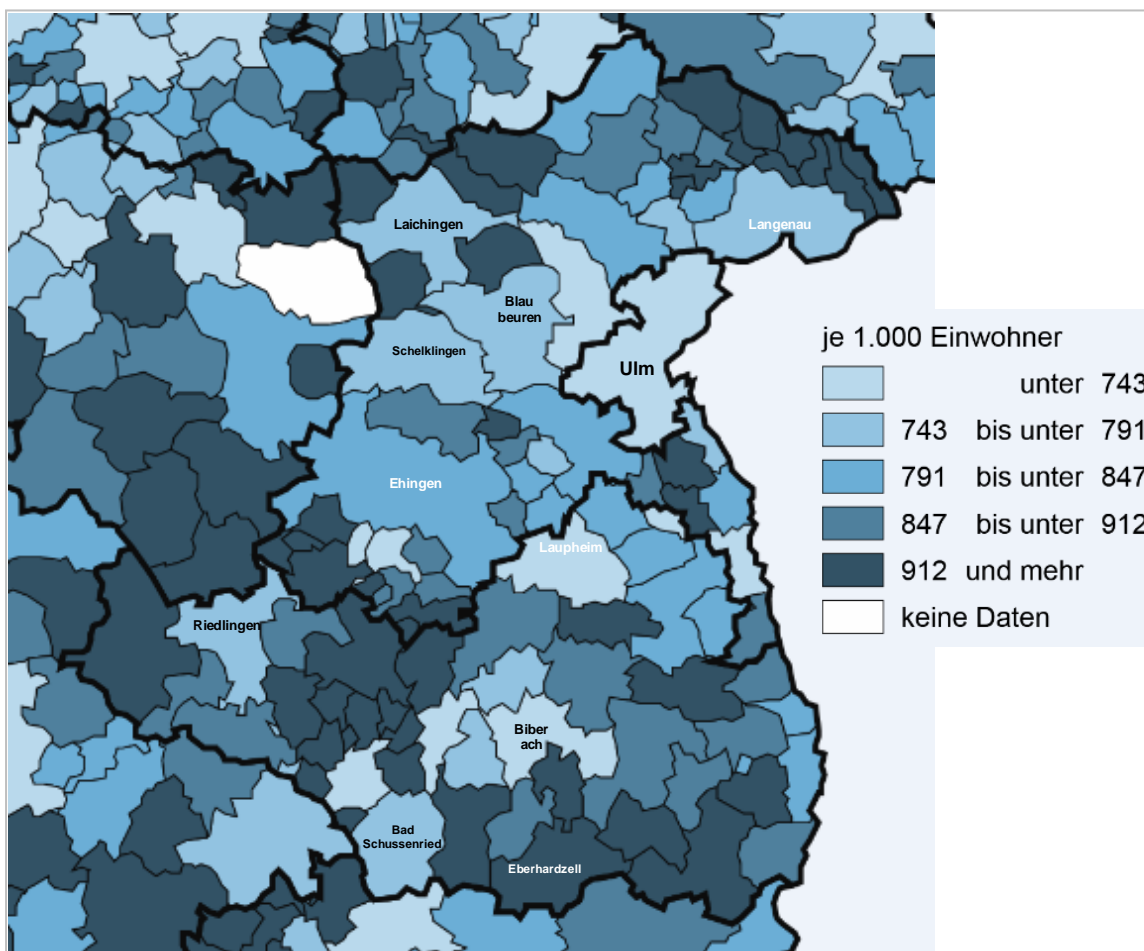 Laichingen
Langenau
Blau
beuren
Schelklingen
Ulm
Ehingen
Laupheim
Riedlingen
Biber
ach
Bad
Schussenried
Eberhardzell
je 1.000 Einwohner
unter 743
743 bis unter 791
791 bis unter 847
847 bis unter 912
912 und mehr
keine Daten